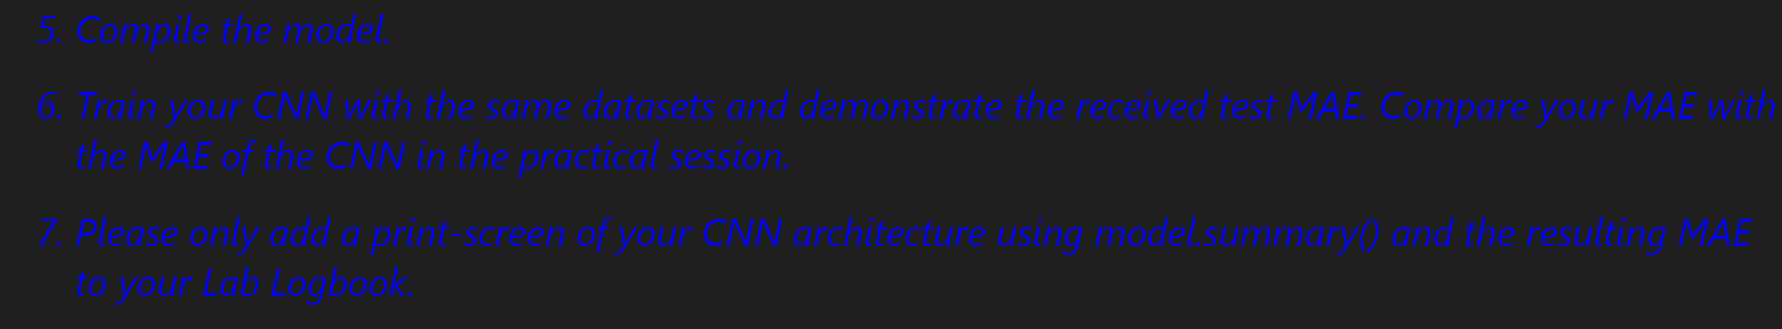 5. Compile the model.
6. Train your CNN with the same datasets and demonstrate the received test MAE. Compare your MAE with
the MAE of the CNN in the practical session.
7. Please only add a print-screen of your CNN architecture using model.summary() and the resulting MAE
to your Lab Logbook.